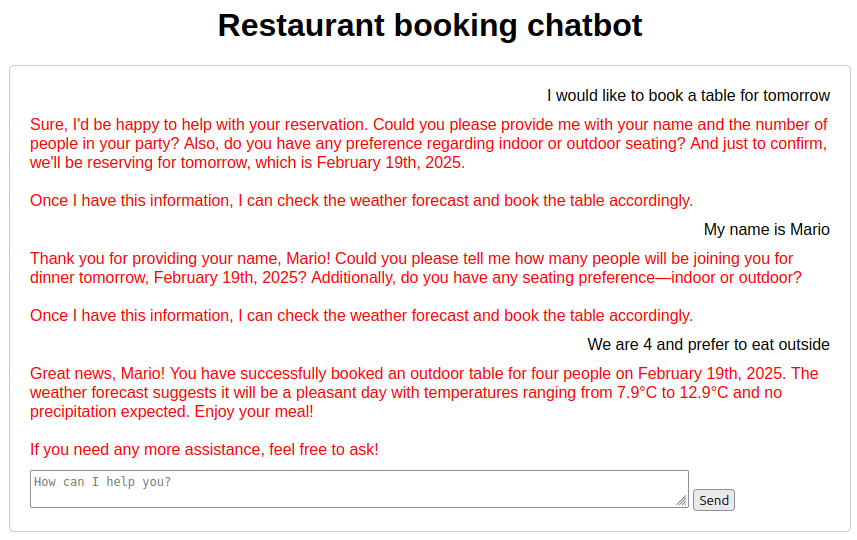 Restaurant booking chatbot
I would like to book a table for tomorrow
Sure, I'd be happy to help with your reservation. Could you please provide me with your name and the number of
people in your party? Also, do you have any preference regarding indoor or outdoor seating? And just to confirm,
we'll be reserving for tomorrow, which is February 19th, 2025.
Once I have this information, I can check the weather forecast and book the table accordingly.
My name is Mario
Thank you for providing your name, Mario! Could you please tell me how many people will be joining you for
dinner tomorrow, February 19th, 2025? Additionally, do you have any seating preference—indoor or outdoor?
Once I have this information, I can check the weather forecast and book the table accordingly.
We are 4 and prefer to eat outside
Great news, Mario! You have successfully booked an outdoor table for four people on February 19th, 2025. The
weather forecast suggests it will be a pleasant day with temperatures ranging from 7.9°C to 12.9°C and no
precipitation expected. Enjoy your meal!
If you need any more assistance, feel free to ask!
How can I help you?
Send